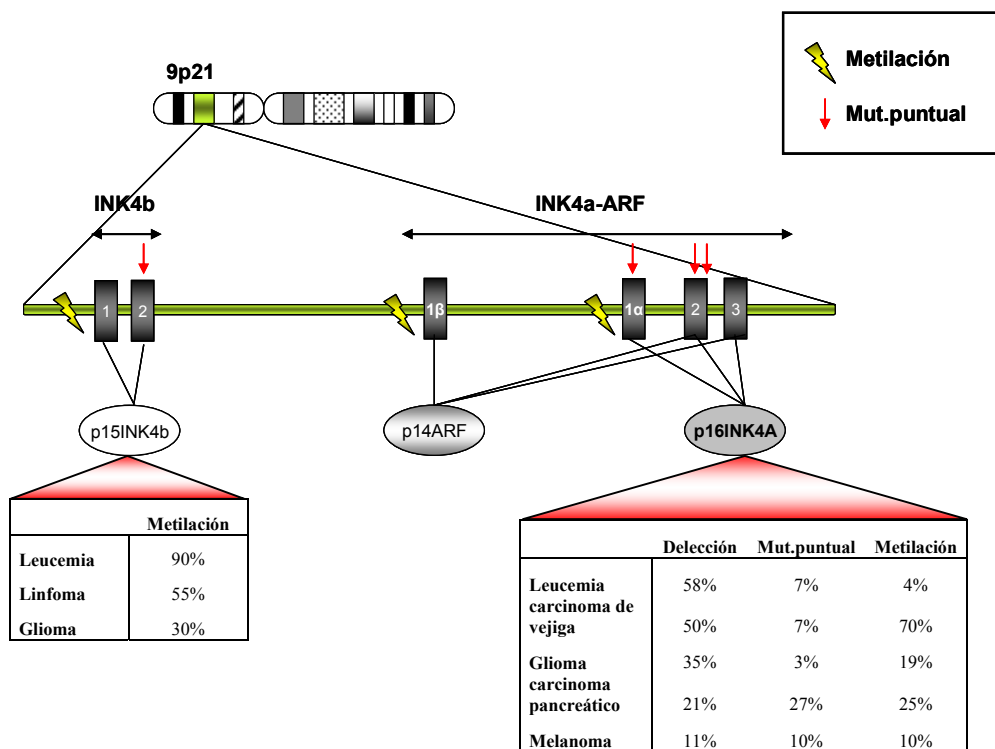 9p21
Metilación
Mut.puntual
INK4b
INK4a-ARF
1
2
1β
1α
2
3
p15INK4b
p14ARF
p16INK4A
Metilación
Leucemia 90%
Linfoma 55%
Glioma 30%
Delección Mut.puntual Metilación
Leucemia 58% 7% 4%
carcinoma de
vejiga 50% 7% 70%
Glioma 35% 3% 19%
carcinoma
pancreático 21% 27% 25%
Melanoma 11% 10% 10%